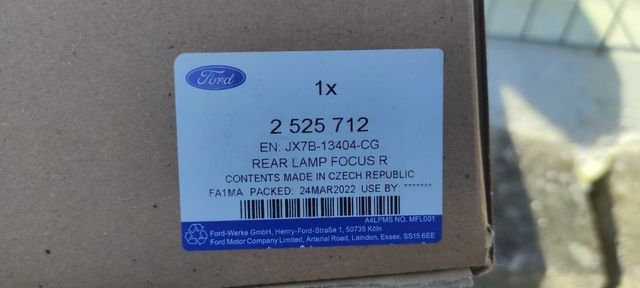 Ford
1x
2 525 712
EN: JX7B-13404-CG
REAR LAMP FOCUS R
CONTENTS MADE IN CZECH REPUBLIC
FA1MA PACKED: 24MAR2022 USE BY: -------
A4LPMS NO. MFL001
Ford-Werke GmbH, Henry-Ford-Straße 1, 50735 Köln
Ford Motor Company Limited, Arterial Road, Laindon, Essex. SS15 6EE